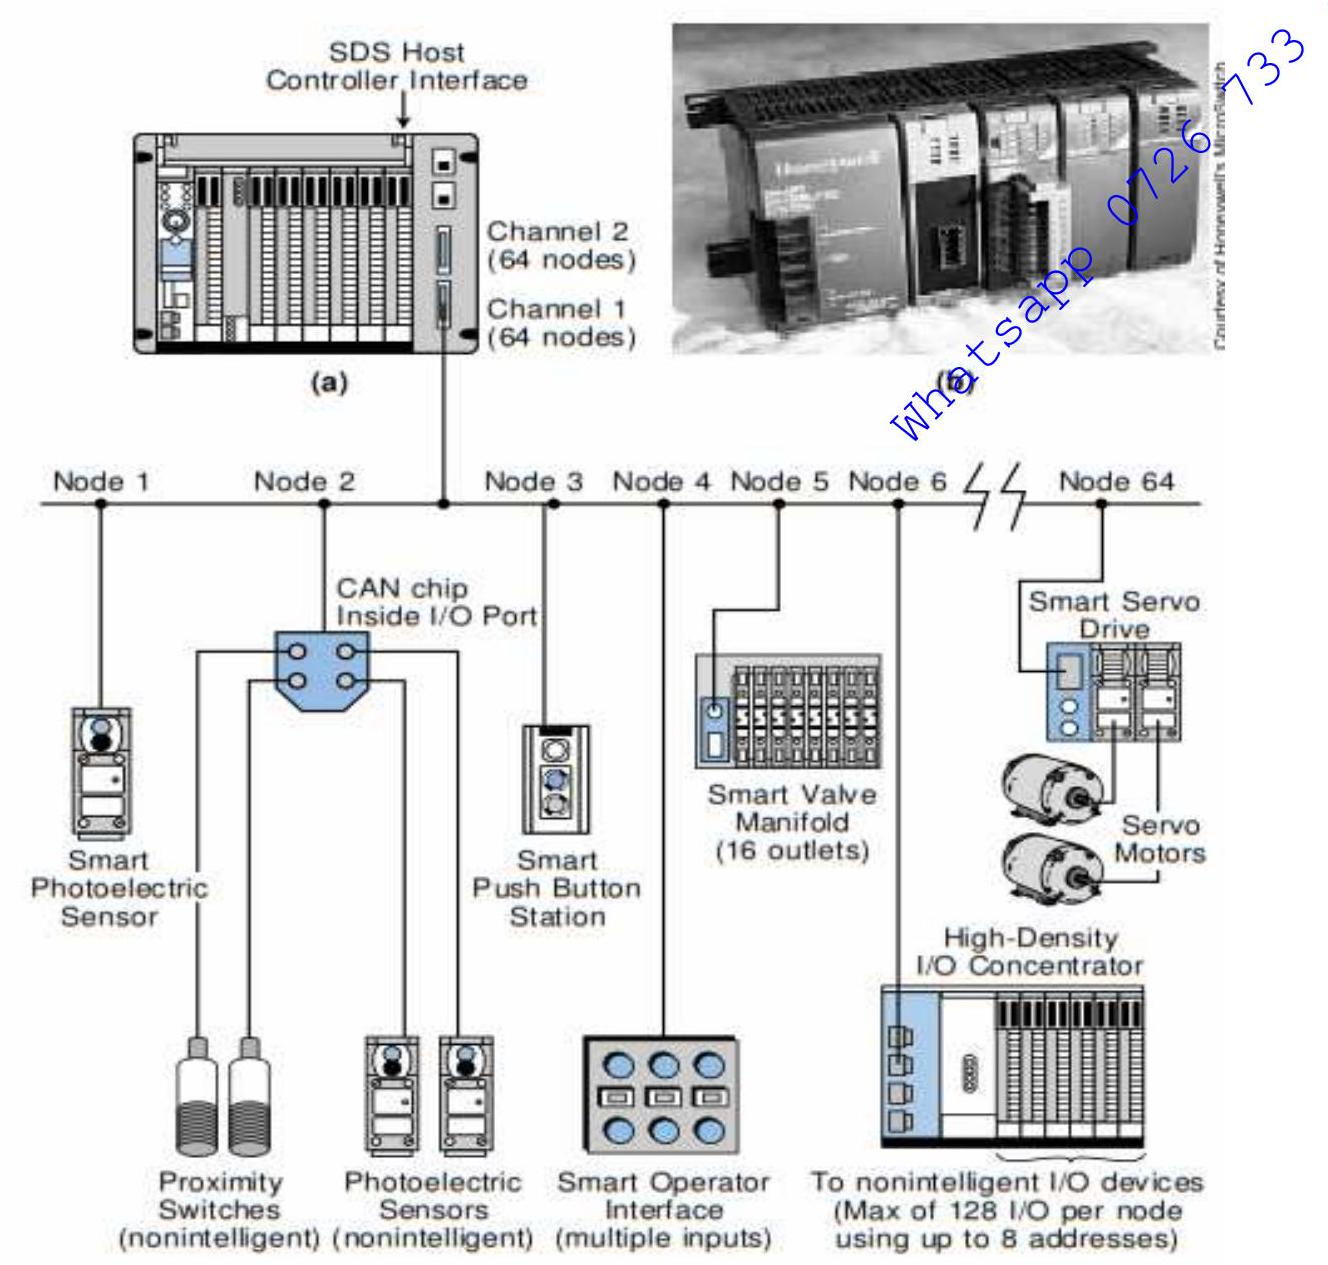 SDS Host
Controller Interface
Channel 2
(64 nodes)
Channel 1
(64 nodes)
(a)
Honeywell
Courtesy of Honeywell's MicroSwitch
(b)
Whatsapp 0726 733
Node 1
Node 2
Node 3
Node 4
Node 5
Node 6
Node 64
CAN chip
Inside I/O Port
Smart Servo
Drive
Smart Valve
Manifold
(16 outlets)
Servo
Motors
Smart
Photoelectric
Sensor
Smart
Push Button
Station
High-Density
I/O Concentrator
Proximity
Switches
(nonintelligent)
Photoelectric
Sensors
(nonintelligent)
Smart Operator
Interface
(multiple inputs)
To nonintelligent I/O devices
(Max of 128 I/O per node
using up to 8 addresses)